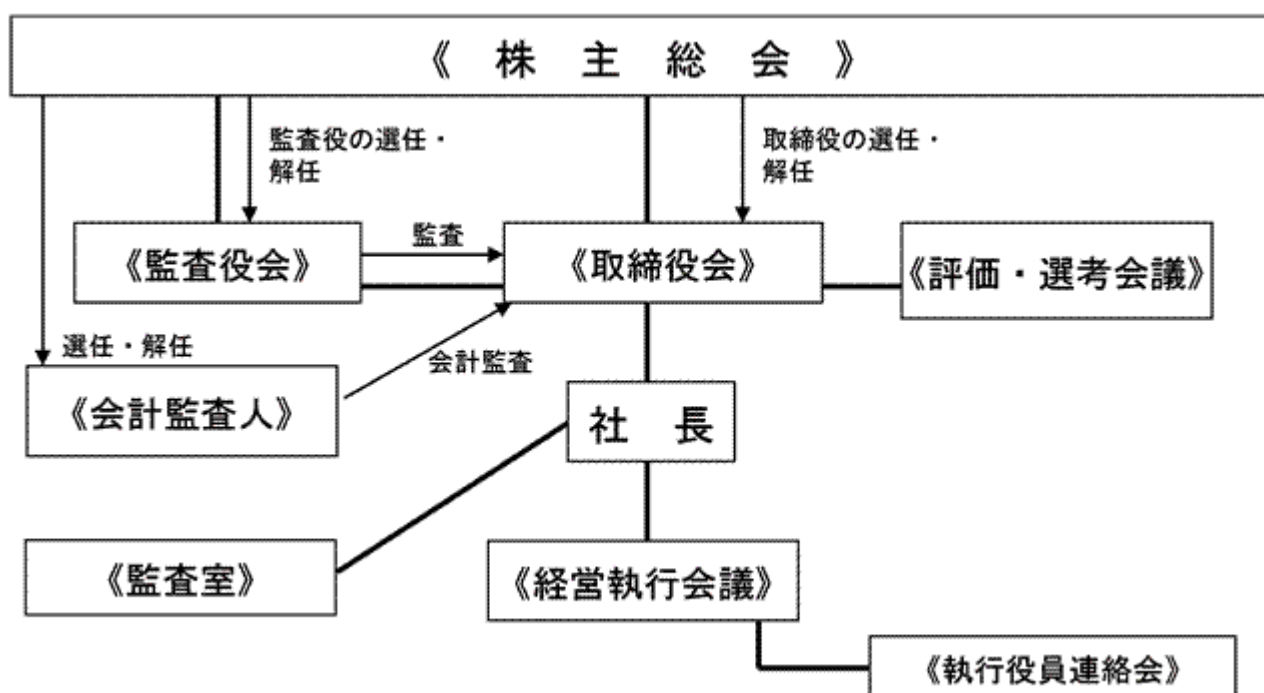 《 株 主 総 会 》
監査役の選任・
解任
取締役の選任・
解任
《監査役会》
監査
《取締役会》
《評価・選考会議》
選任・解任
会計監査
《会計監査人》
社 長
《監査室》
《経営執行会議》
《執行役員連絡会》